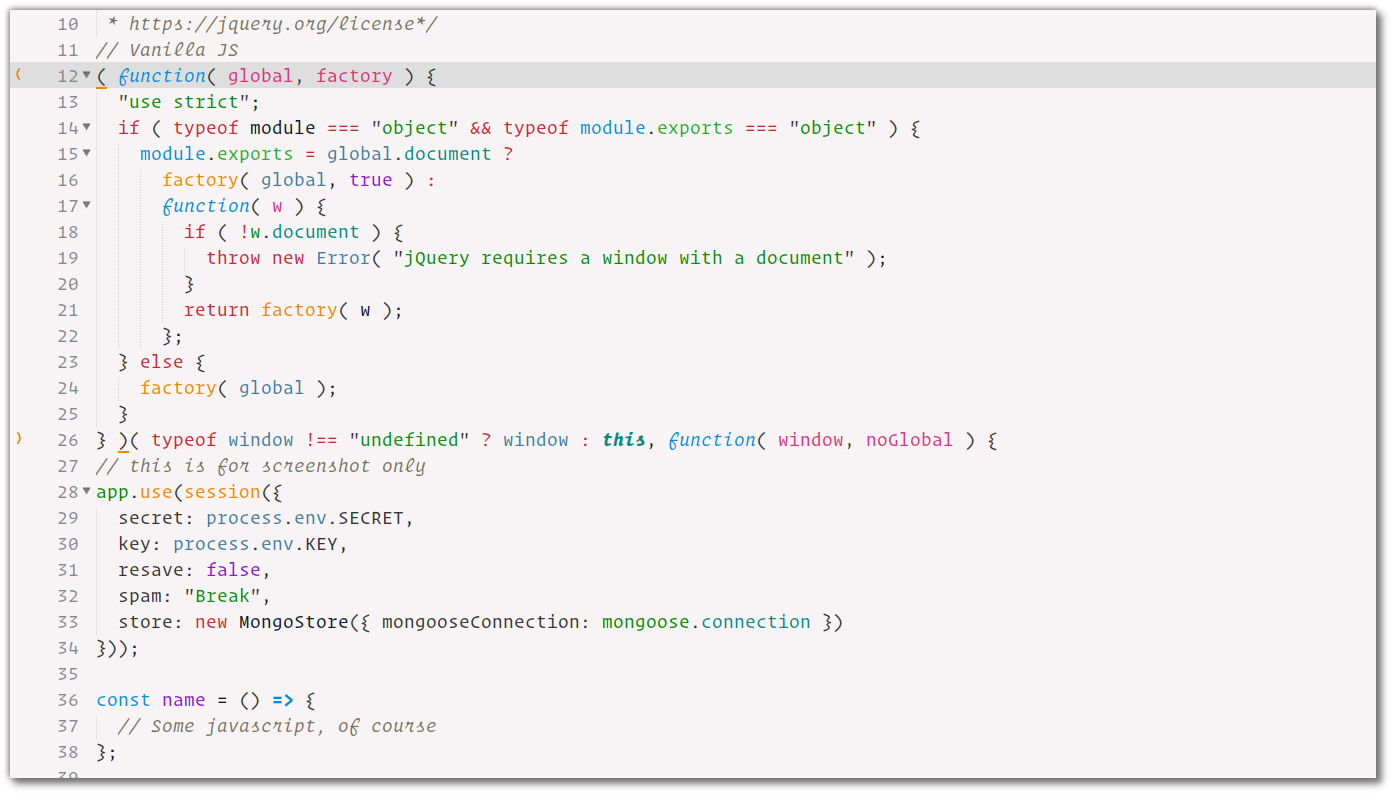 10 * https://jquery.org/license*/
11 // Vanilla JS
( 12 ( function( global, factory ) {
13 "use strict";
14 if ( typeof module === "object" && typeof module.exports === "object" ) {
15 module.exports = global.document ?
16 factory( global, true ) :
17 function( w ) {
18 if ( !w.document ) {
19 throw new Error( "jQuery requires a window with a document" );
20 }
21 return factory( w );
22 };
23 } else {
24 factory( global );
25 }
) 26 } )( typeof window !== "undefined" ? window : this, function( window, noGlobal ) {
27 // this is for screenshot only
28 app.use(session({
29 secret: process.env.SECRET,
30 key: process.env.KEY,
31 resave: false,
32 spam: "Break",
33 store: new MongoStore({ mongooseConnection: mongoose.connection })
34 }));
35
36 const name = () => {
37 // Some javascript, of course
38 };
39